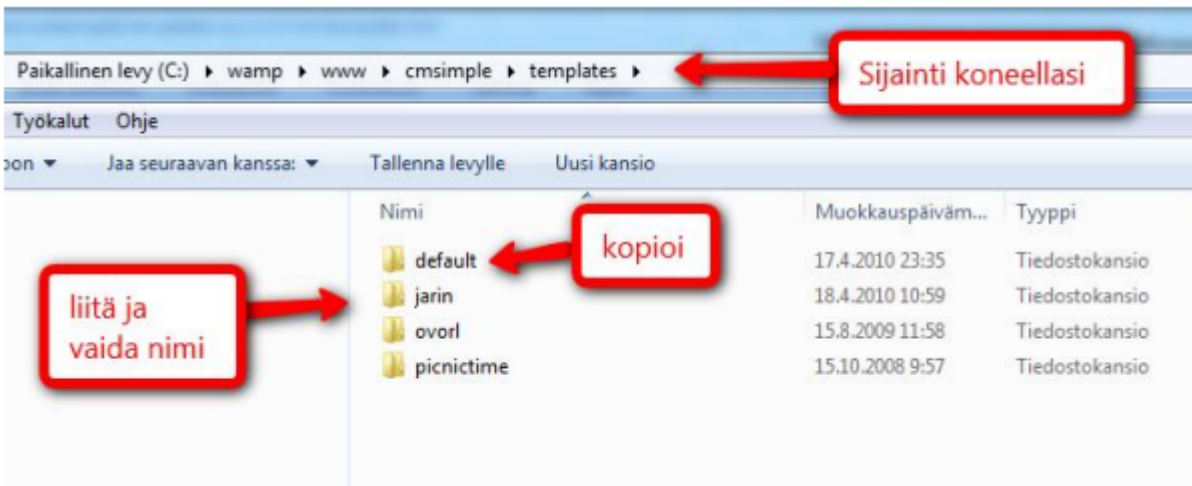 Paikallinen levy (C:) ▸ wamp ▸ www ▸ cmsimple ▸ templates ▸
Sijainti koneellasi
Työkalut Ohje
oon Jaa seuraavan kanssa: Tallenna levylle Uusi kansio
Nimi Muokkauspäiväm... Tyyppi
kopioi
default 17.4.2010 23:35 Tiedostokansio
liitä ja
vaida nimi
jarin 18.4.2010 10:59 Tiedostokansio
ovorl 15.8.2009 11:58 Tiedostokansio
picnictime 15.10.2008 9:57 Tiedostokansio